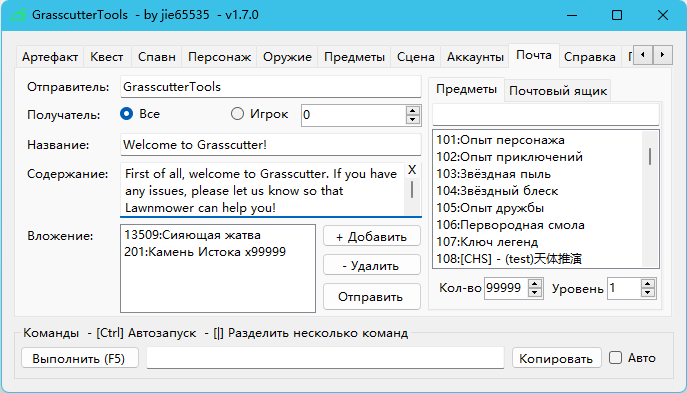 GrasscutterTools - by jie65535 - v1.7.0
Артефакт Квест Спавн Персонаж Оружие Предметы Сцена Аккаунты Почта Справка
Отправитель: GrasscutterTools
Получатель: Все Игрок 0
Название: Welcome to Grasscutter!
Содержание: First of all, welcome to Grasscutter. If you have X
any issues, please let us know so that
Lawnmower can help you!
Вложение: 13509:Сияющая жатва
201:Камень Истока x99999
+ Добавить
- Удалить
Отправить
Предметы Почтовый ящик
101:Опыт персонажа
102:Опыт приключений
103:Звёздная пыль
104:Звёздный блеск
105:Опыт дружбы
106:Первородная смола
107:Ключ легенд
108:[CHS] - (test)天体推演
Кол-во 99999 Уровень 1
Команды - [Ctrl] Автозапуск - [|] Разделить несколько команд
Выполнить (F5) Копировать Авто